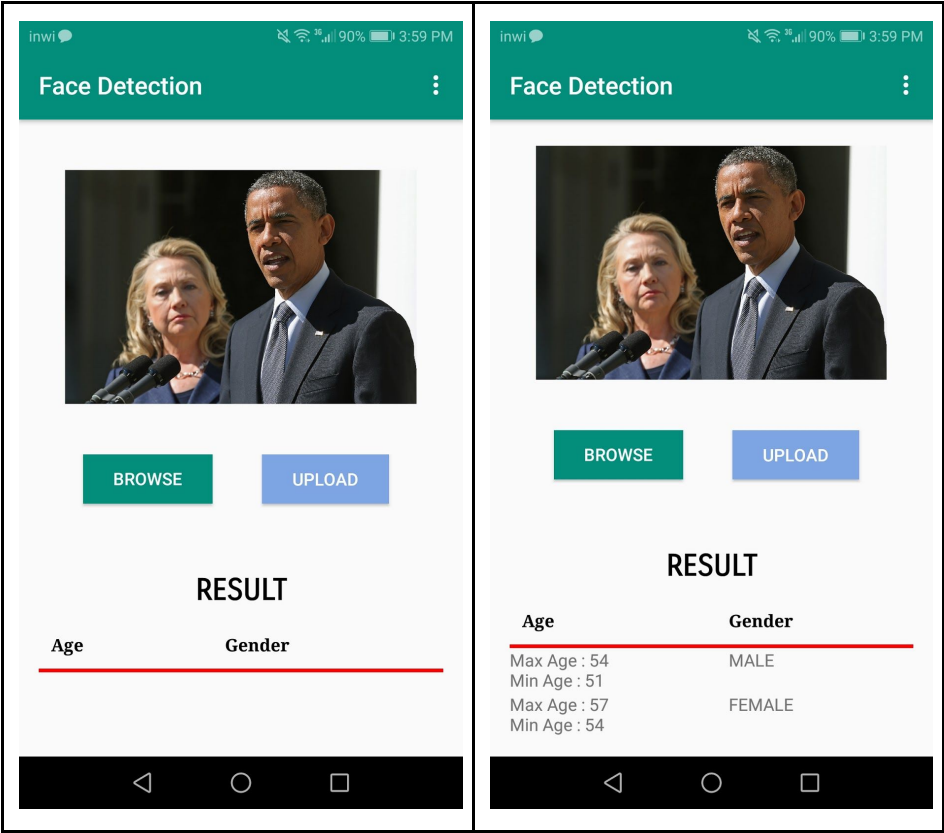 inwi 3G 90% 3:59 PM
Face Detection
BROWSE UPLOAD
RESULT
Age Gender
inwi 3G 90% 3:59 PM
Face Detection
BROWSE UPLOAD
RESULT
Age Gender
Max Age : 54 MALE
Min Age : 51
Max Age : 57 FEMALE
Min Age : 54